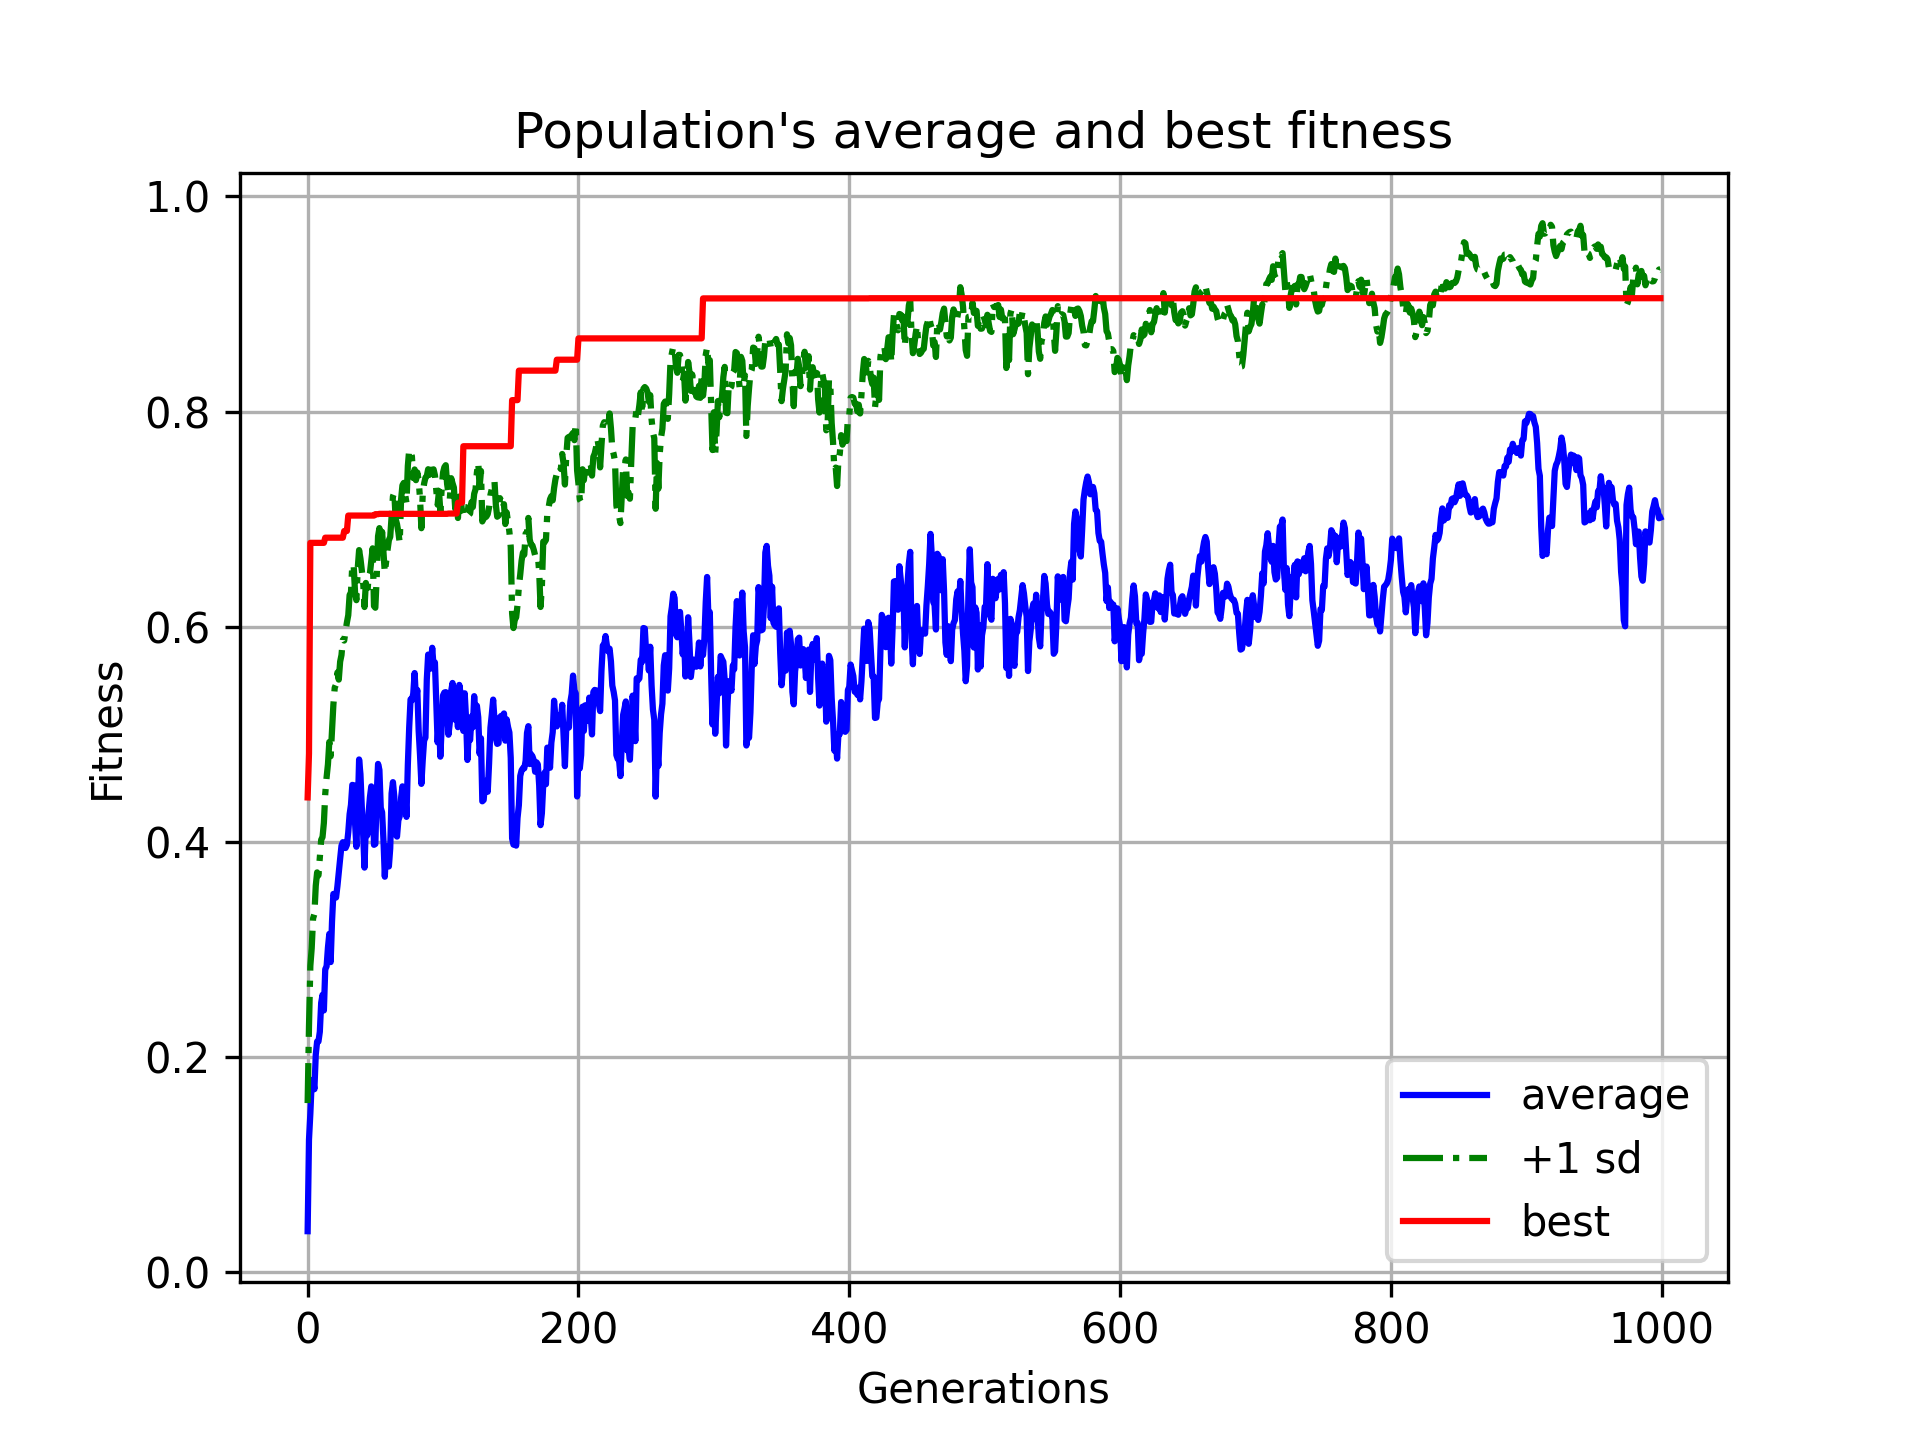 Population's average and best fitness
1.0
0.8
0.6
0.4
0.2
0.0
Fitness
0 200 400 600 800 1000
Generations
average
+1 sd
best